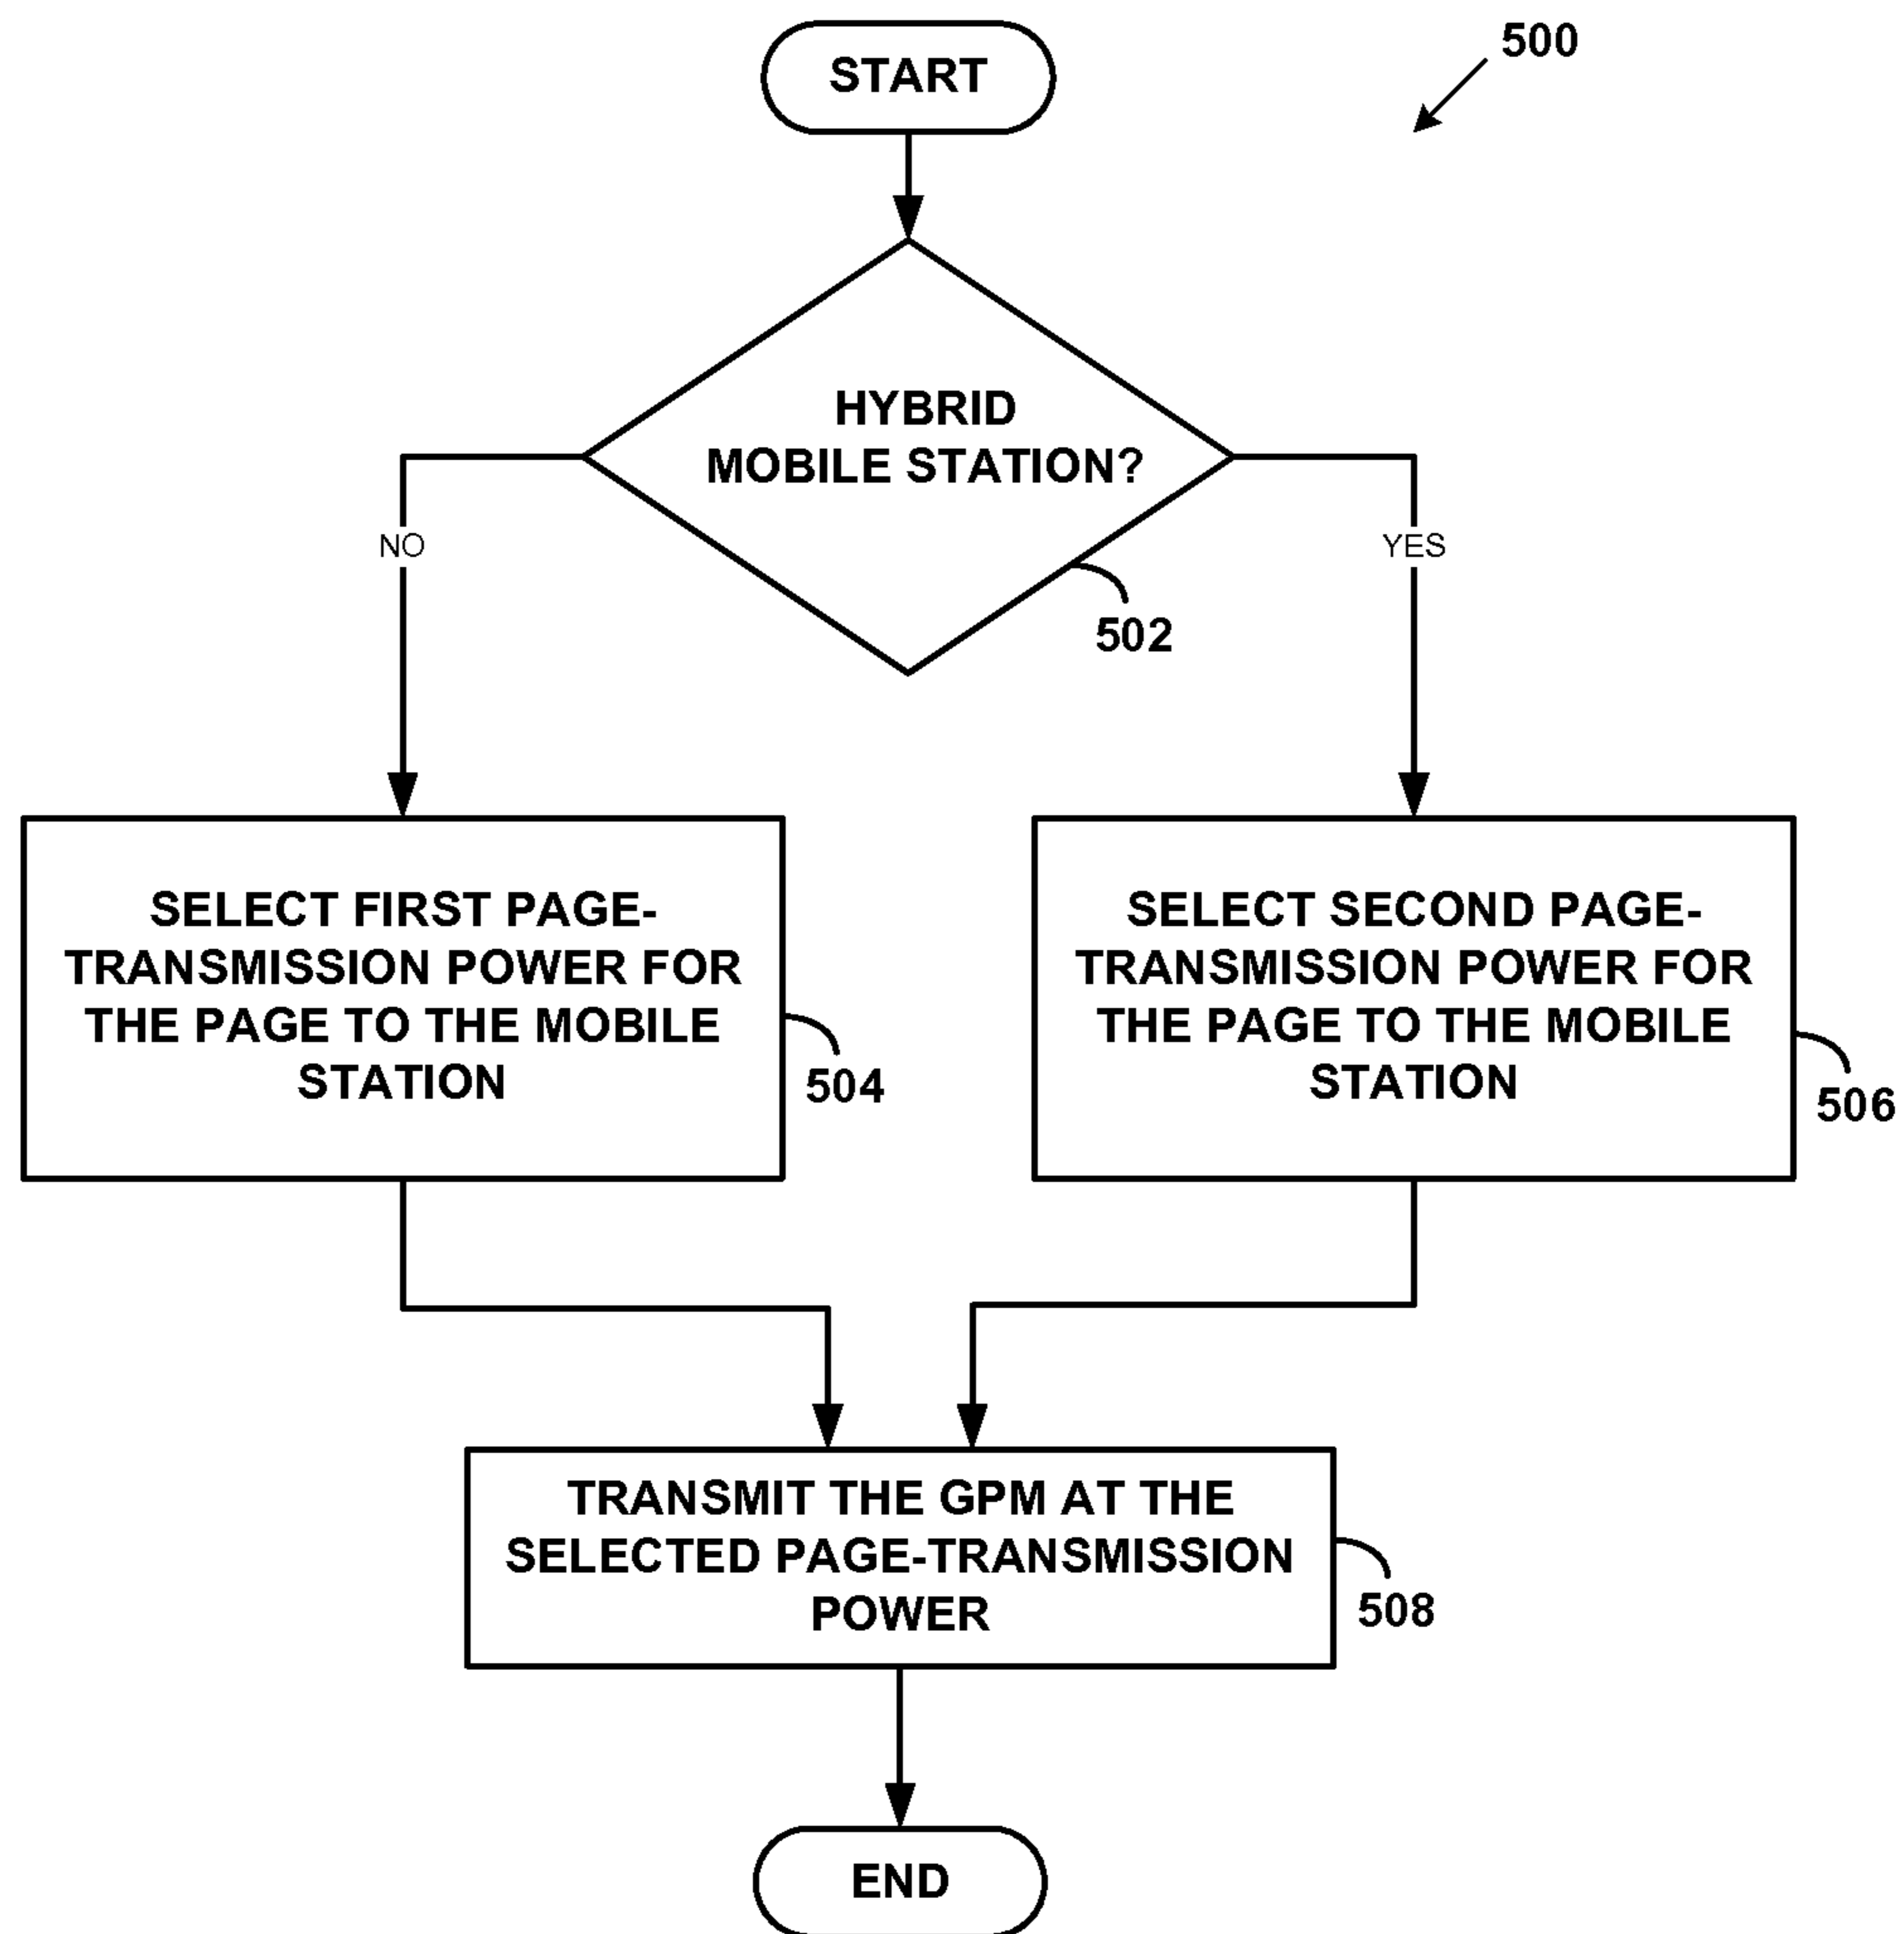 START
500
HYBRID
MOBILE STATION?
NO
YES
502
SELECT FIRST PAGE-
TRANSMISSION POWER FOR
THE PAGE TO THE MOBILE
STATION
504
SELECT SECOND PAGE-
TRANSMISSION POWER FOR
THE PAGE TO THE MOBILE
STATION
506
TRANSMIT THE GPM AT THE
SELECTED PAGE-TRANSMISSION
POWER
508
END